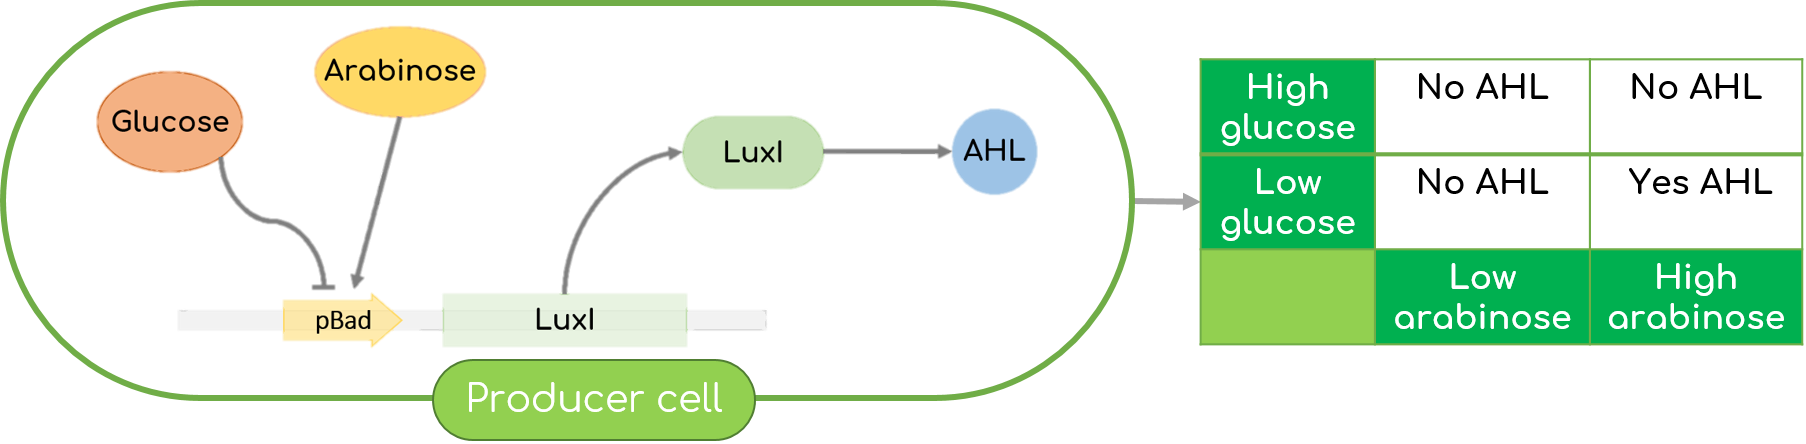 Arabinose
Glucose
LuxI
AHL
pBad
LuxI
Producer cell
High
glucose
No AHL
No AHL
Low
glucose
No AHL
Yes AHL
Low
arabinose
High
arabinose